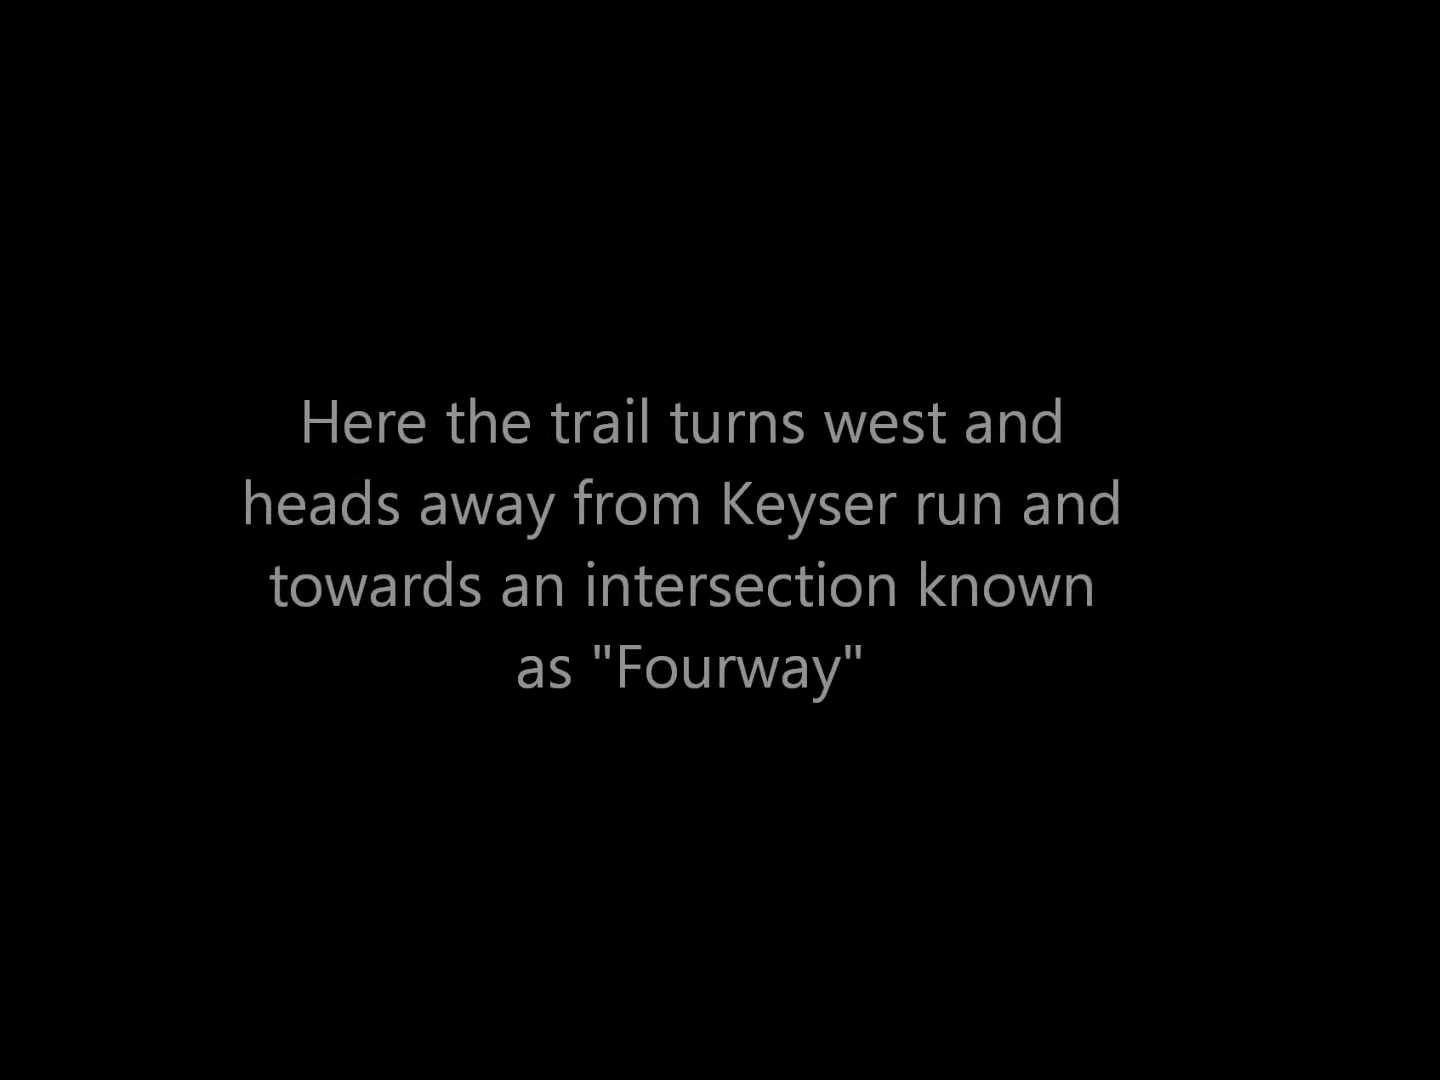 Here the trail turns west and
heads away from Keyser run and
towards an intersection known
as "Fourway"